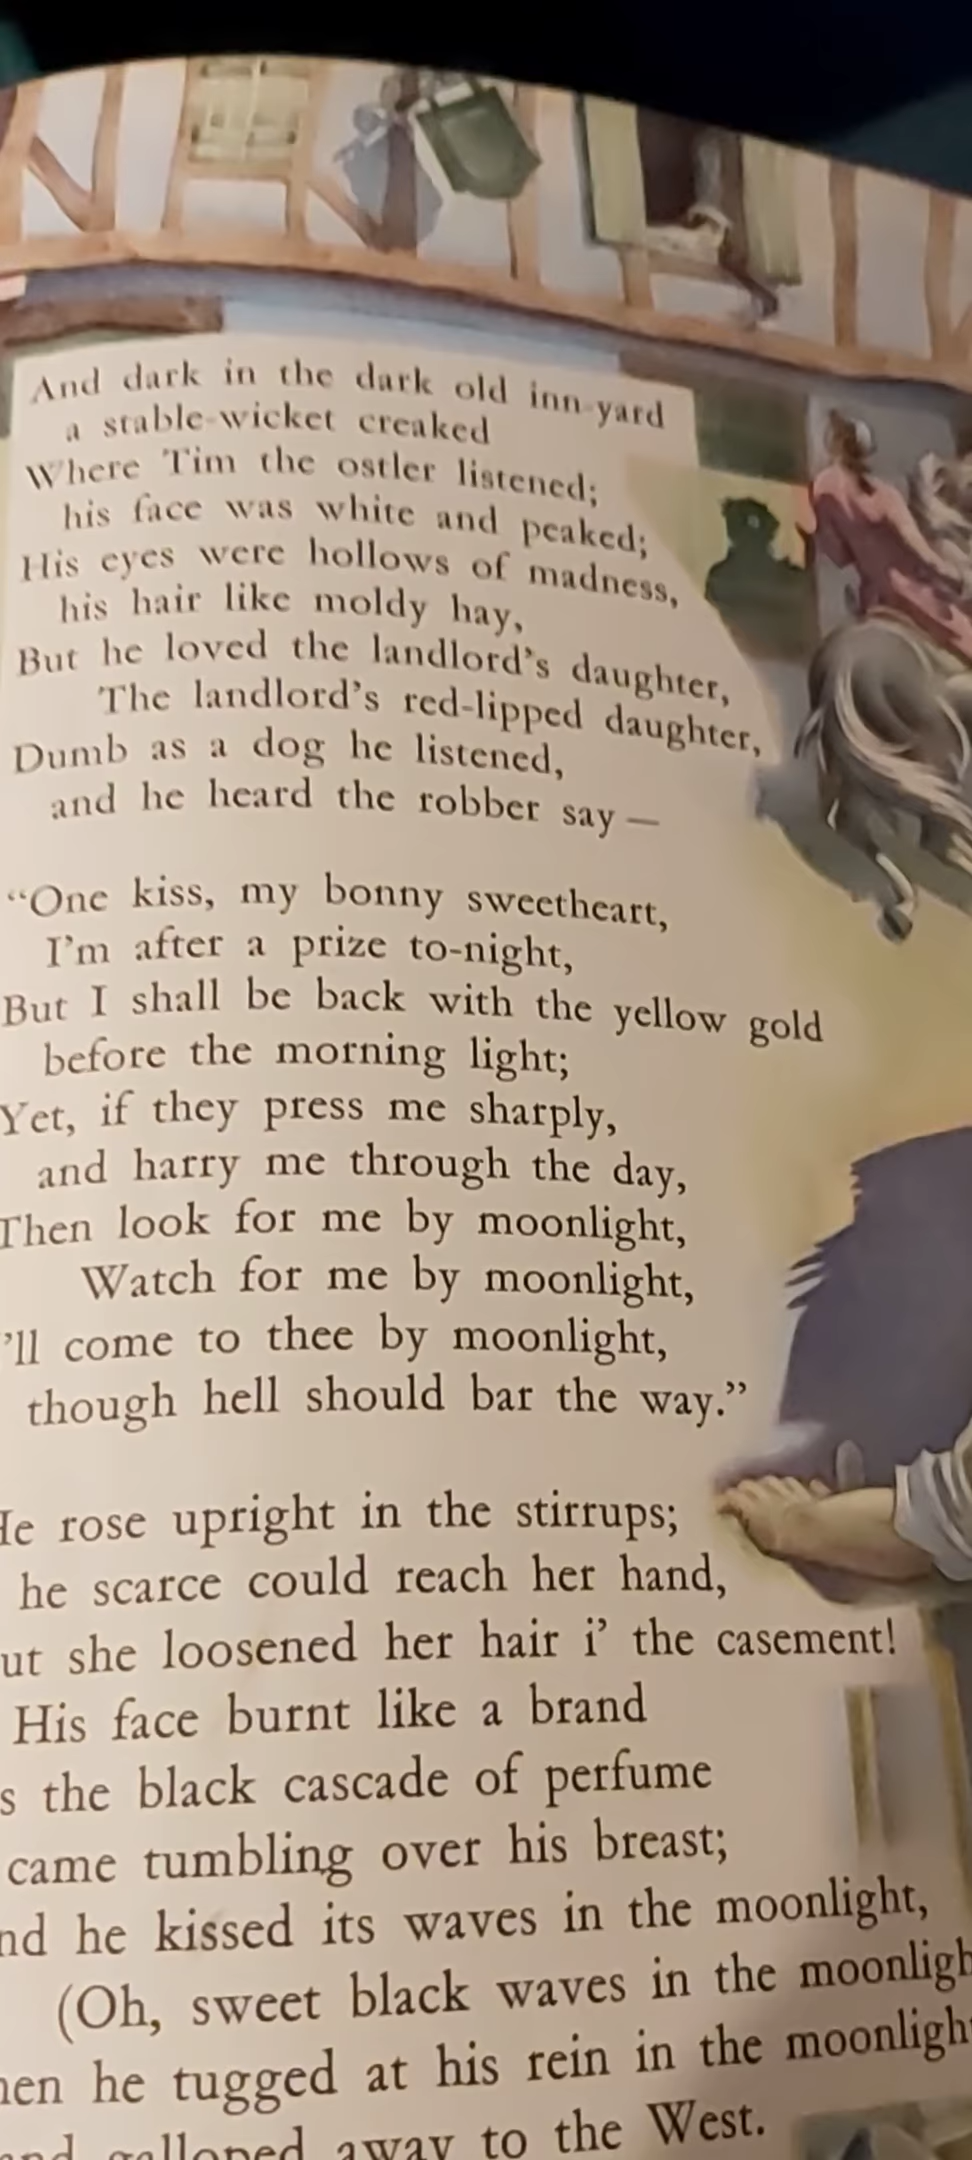 And dark in the dark old inn-yard
a stable-wicket creaked
Where Tim the ostler listened;
his face was white and peaked;
His eyes were hollows of madness,
his hair like moldy hay,
But he loved the landlord's daughter,
The landlord's red-lipped daughter,
Dumb as a dog he listened,
and he heard the robber say—
“One kiss, my bonny sweetheart,
I'm after a prize to-night,
But I shall be back with the yellow gold
before the morning light;
Yet, if they press me sharply,
and harry me through the day,
Then look for me by moonlight,
Watch for me by moonlight,
'll come to thee by moonlight,
though hell should bar the way.”
He rose upright in the stirrups;
he scarce could reach her hand,
ut she loosened her hair i' the casement!
His face burnt like a brand
s the black cascade of perfume
came tumbling over his breast;
nd he kissed its waves in the moonlight,
(Oh, sweet black waves in the moonligh
hen he tugged at his rein in the moonligh
and galloped away to the West.